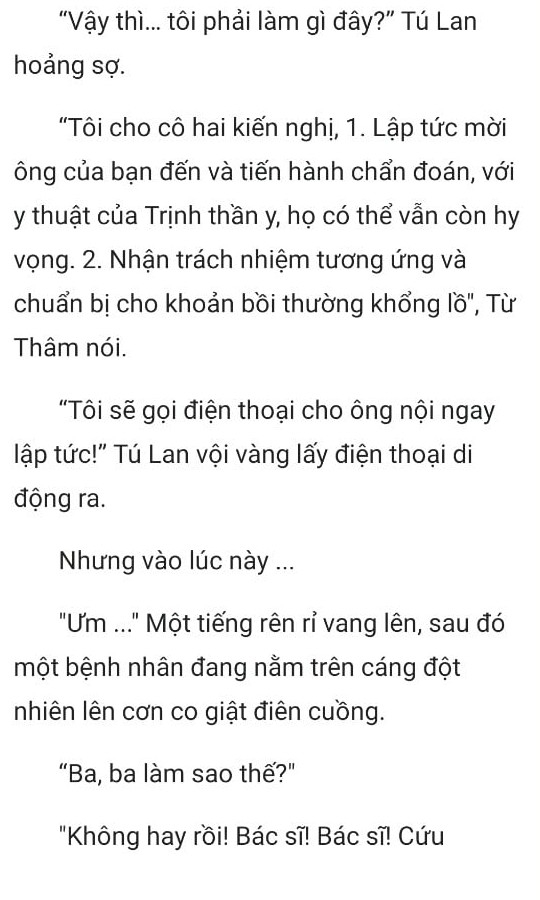 “Vậy thì... tôi phải làm gì đây?” Tú Lan
hoảng sợ.
“Tôi cho cô hai kiến nghị, 1. Lập tức mời
ông của bạn đến và tiến hành chẩn đoán, với
y thuật của Trịnh thần y, họ có thể vẫn còn hy
vọng. 2. Nhận trách nhiệm tương ứng và
chuẩn bị cho khoản bồi thường khổng lồ", Từ
Thâm nói.
“Tôi sẽ gọi điện thoại cho ông nội ngay
lập tức!” Tú Lan vội vàng lấy điện thoại di
động ra.
Nhưng vào lúc này ...
"Ưm ..." Một tiếng rên rỉ vang lên, sau đó
một bệnh nhân đang nằm trên cáng đột
nhiên lên cơn co giật điên cuồng.
“Ba, ba làm sao thế?"
"Không hay rồi! Bác sĩ! Bác sĩ! Cứu